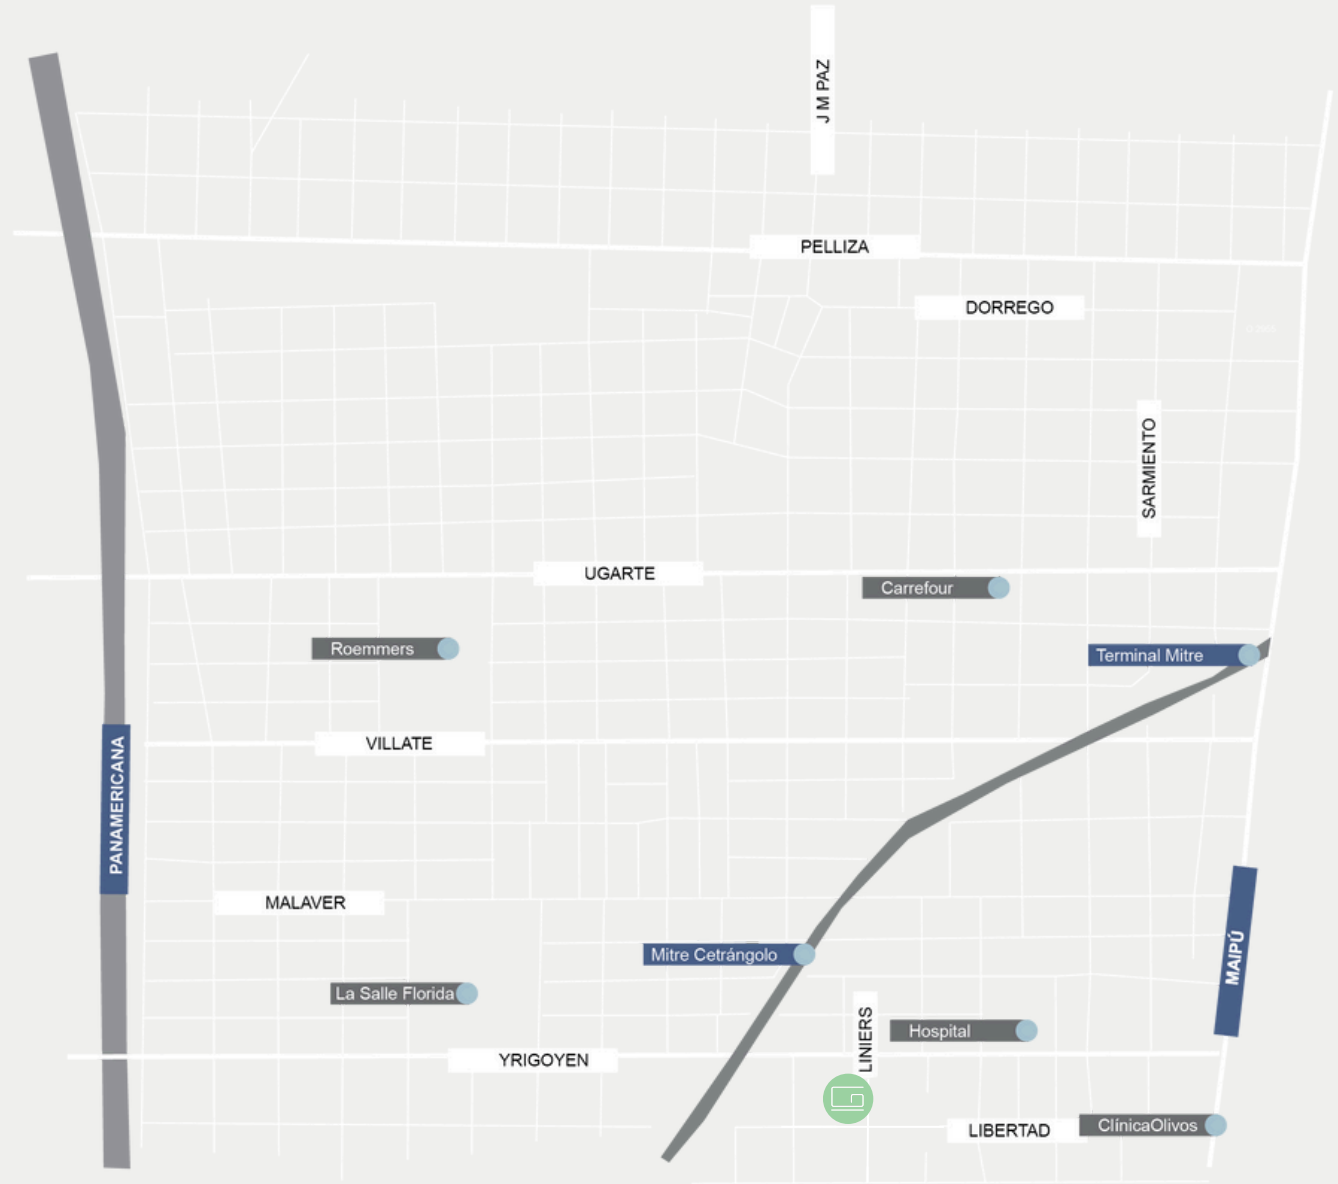 J M PAZ
PELLIZA
DORREGO
SARMIENTO
UGARTE
Carrefour
Roemmers
Terminal Mitre
VILLATE
PANAMERICANA
MALAVER
MAIPÚ
Mitre Cetrángolo
La Salle Florida
LINIERS
Hospital
YRIGOYEN
ClínicaOlivos
LIBERTAD